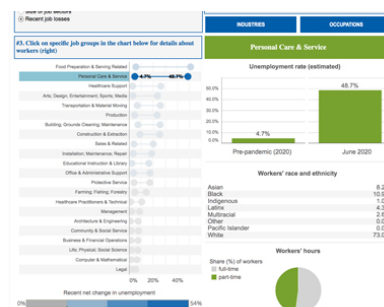 Recent job losses
INDUSTRIES
OCCUPATIONS
#3. Click on specific job groups in the chart below for details about
workers (right)
Personal Care & Service
Food Preparation & Serving Related
Personal Care & Service
4.7%
48.7%
Healthcare Support
Arts, Design, Entertainment, Sports, Media
Transportation & Material Moving
Production
Building, Grounds Cleaning, Maintenance
Construction & Extraction
Sales & Related
Installation, Maintenance, Repair
Educational Instruction & Library
Office & Administrative Support
Protective Service
Farming, Fishing, Forestry
Healthcare Practitioners & Technical
Management
Architecture & Engineering
Community & Social Service
Business & Financial Operations
Life, Physical, Social Science
Computer & Mathematical
Legal
0% 20% 40%
Recent net change in unemployment
0%
54%
Unemployment rate (estimated)
48.7%
50.0%
40.0%
30.0%
20.0%
10.0%
0.0%
4.7%
Pre-pandemic (2020)
June 2020
Workers' race and ethnicity
Asian
Black
Indigenous
Latine
Multiracial
Other
Pacific Islander
White
Workers' hours
Share (%) of workers
full-time
part-time